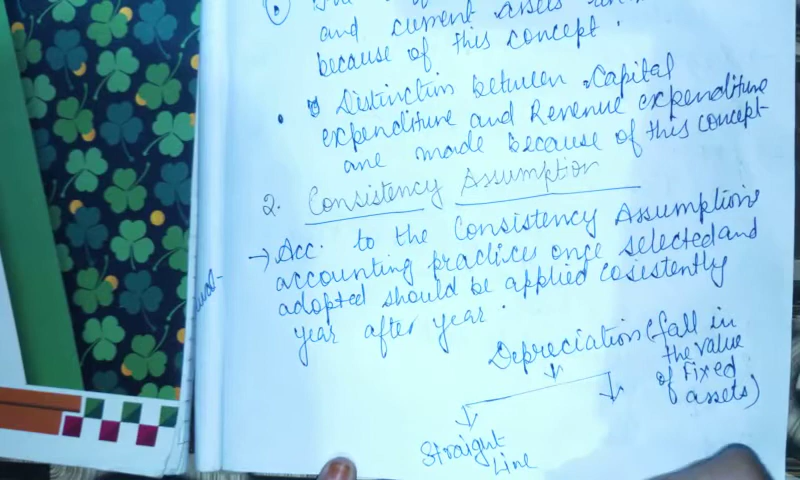 and current assets
because of this concept.
• Distinction between Capital
expenditure and Revenue expenditure
are made because of this concept
2. Consistency Assumption
→ Acc. to the Consistency Assumptions
accounting practices once selected and
adopted should be applied cosistently
year after year.
Depreciation (fall in
the value
of Fixed
assets)
Straight
Line